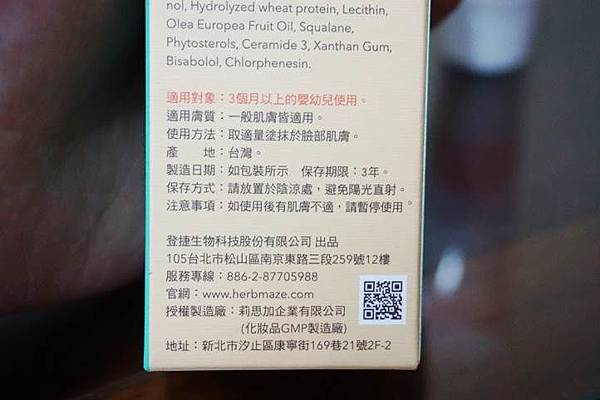 nol, Hydrolyzed wheat protein, Lecithin,
Olea Europea Fruit Oil, Squalane,
Phytosterols, Ceramide 3, Xanthan Gum,
Bisabolol, Chlorphenesin.
適用對象：3個月以上的嬰幼兒使用。
適用膚質：一般肌膚皆適用。
使用方法：取適量塗抹於臉部肌膚。
產　　地：台灣。
製造日期：如包裝所示　保存期限：3年。
保存方式：請放置於陰涼處，避免陽光直射。
注意事項：如使用後有肌膚不適，請暫停使用。
登捷生物科技股份有限公司 出品
105台北市松山區南京東路三段259號12樓
服務專線：886-2-87705988
官網：www.herbmaze.com
授權製造廠：莉思加企業有限公司
(化妝品GMP製造廠)
地址：新北市汐止區康寧街169巷21號2F-2